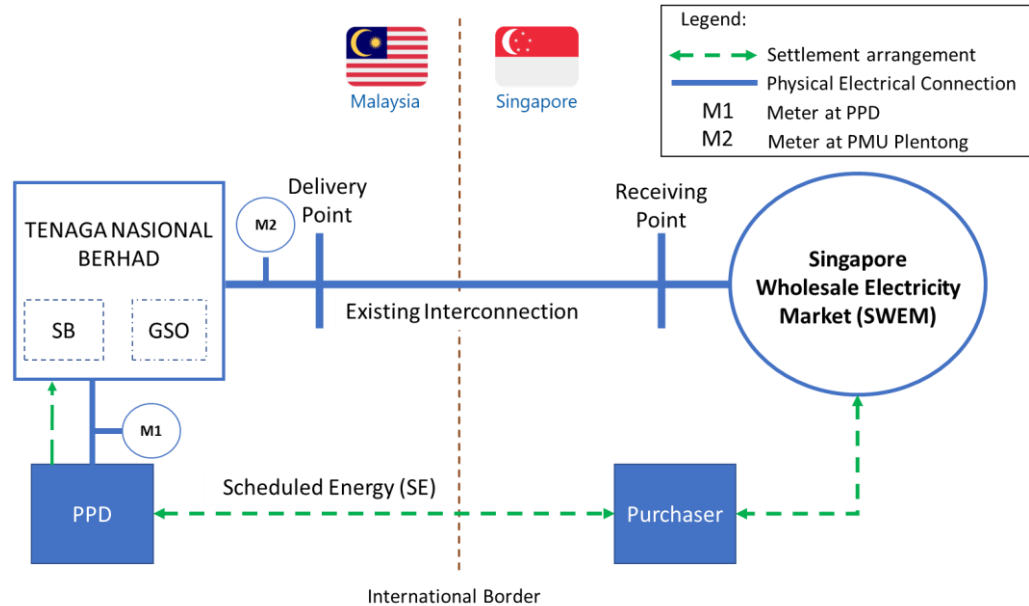 Legend:
Settlement arrangement
Physical Electrical Connection
M1 Meter at PPD
M2 Meter at PMU Plentong
Malaysia
Singapore
TENAGA NASIONAL
BERHAD
SB
GSO
M2
Delivery
Point
Existing Interconnection
Receiving
Point
Singapore
Wholesale Electricity
Market (SWEM)
M1
PPD
Scheduled Energy (SE)
Purchaser
International Border